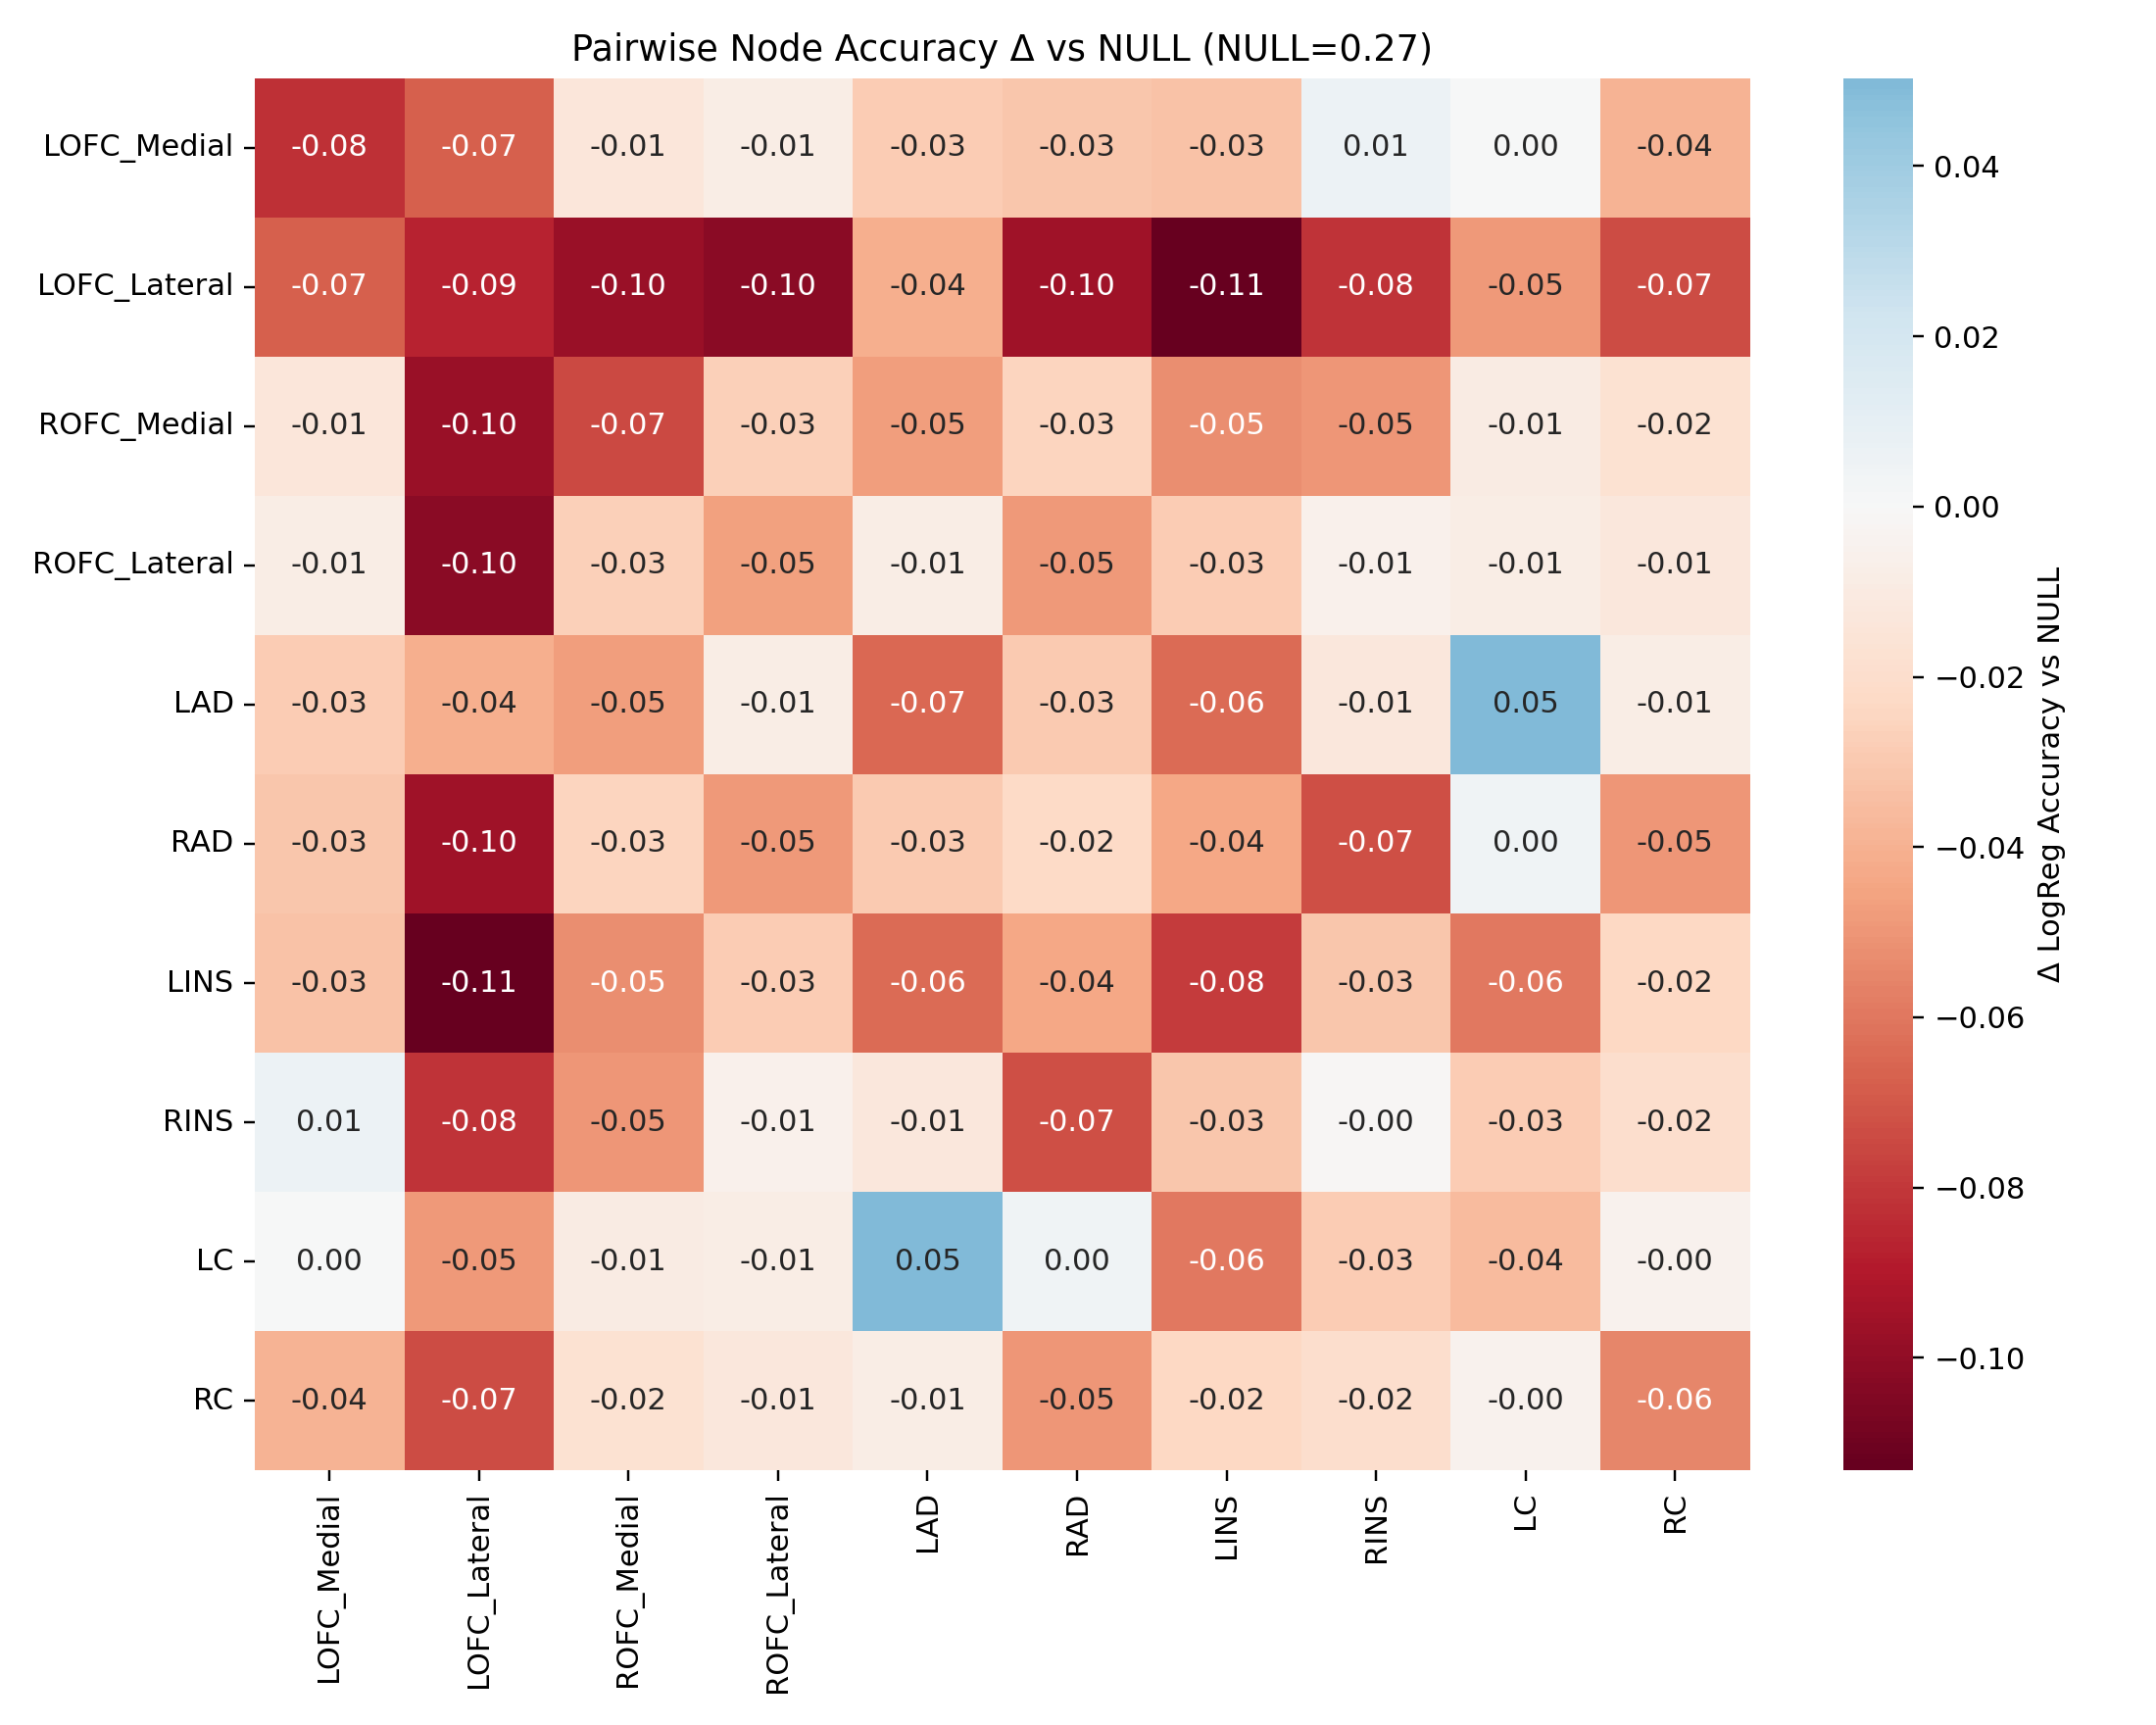 Pairwise Node Accuracy Δ vs NULL (NULL=0.27)
LOFC_Medial -0.08 -0.07 -0.01 -0.01 -0.03 -0.03 -0.03 0.01 0.00 -0.04
LOFC_Lateral -0.07 -0.09 -0.10 -0.10 -0.04 -0.10 -0.11 -0.08 -0.05 -0.07
ROFC_Medial -0.01 -0.10 -0.07 -0.03 -0.05 -0.03 -0.05 -0.05 -0.01 -0.02
ROFC_Lateral -0.01 -0.10 -0.03 -0.05 -0.01 -0.05 -0.03 -0.01 -0.01 -0.01
LAD -0.03 -0.04 -0.05 -0.01 -0.07 -0.03 -0.06 -0.01 0.05 -0.01
RAD -0.03 -0.10 -0.03 -0.05 -0.03 -0.02 -0.04 -0.07 0.00 -0.05
LINS -0.03 -0.11 -0.05 -0.03 -0.06 -0.04 -0.08 -0.03 -0.06 -0.02
RINS 0.01 -0.08 -0.05 -0.01 -0.01 -0.07 -0.03 -0.00 -0.03 -0.02
LC 0.00 -0.05 -0.01 -0.01 0.05 0.00 -0.06 -0.03 -0.04 -0.00
RC -0.04 -0.07 -0.02 -0.01 -0.01 -0.05 -0.02 -0.02 -0.00 -0.06
LOFC_Medial LOFC_Lateral ROFC_Medial ROFC_Lateral LAD RAD LINS RINS LC RC
0.04
0.02
0.00
−0.02
−0.04
−0.06
−0.08
−0.10
Δ LogReg Accuracy vs NULL